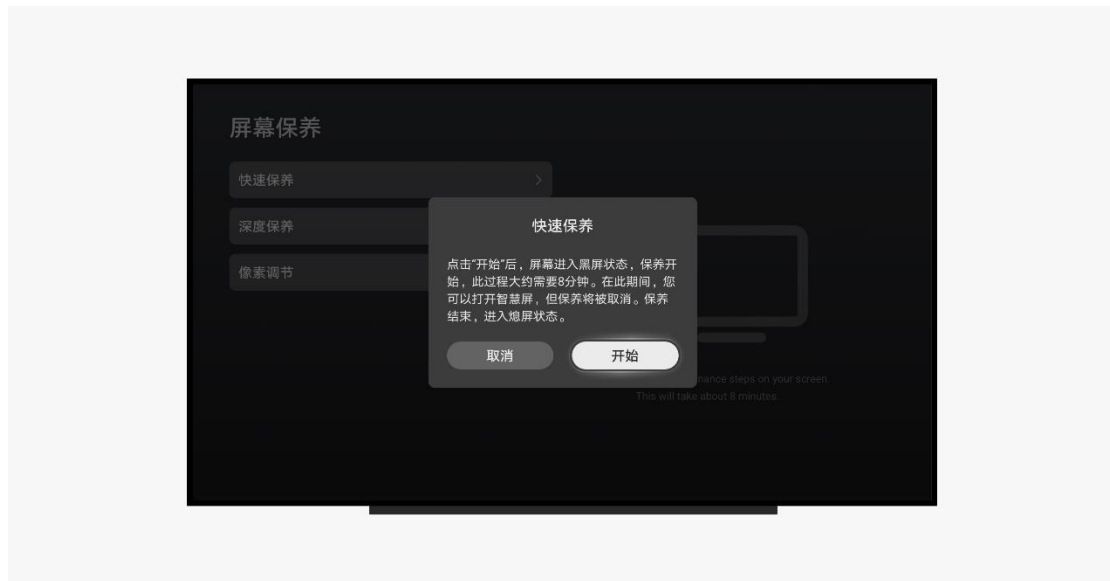 屏幕保养
快速保养
深度保养
像素调节
快速保养
点击“开始”后，屏幕进入黑屏状态，保养开
始，此过程大约需要8分钟。在此期间，您
可以打开智慧屏，但保养将被取消。保养
结束，进入熄屏状态。
取消
开始
nance steps on your screen.
This will take about 8 minutes.